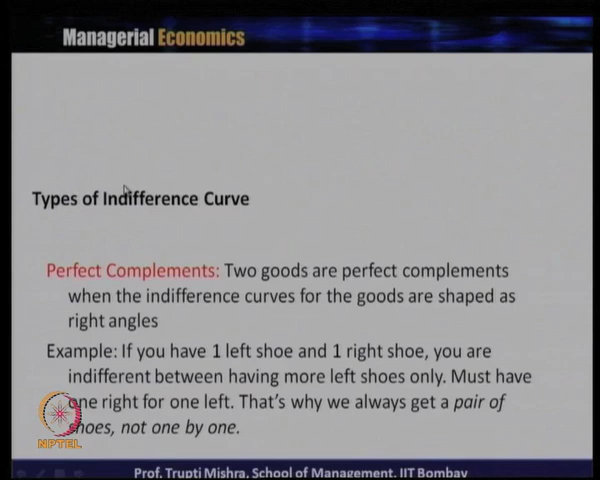 Managerial Economics
Types of Indifference Curve
Perfect Complements: Two goods are perfect complements
when the indifference curves for the goods are shaped as
right angles
Example: If you have 1 left shoe and 1 right shoe, you are
indifferent between having more left shoes only. Must have
one right for one left. That's why we always get a pair of
shoes, not one by one.
NPTEL
Prof. Trupti Mishra, School of Management, IIT Bombay